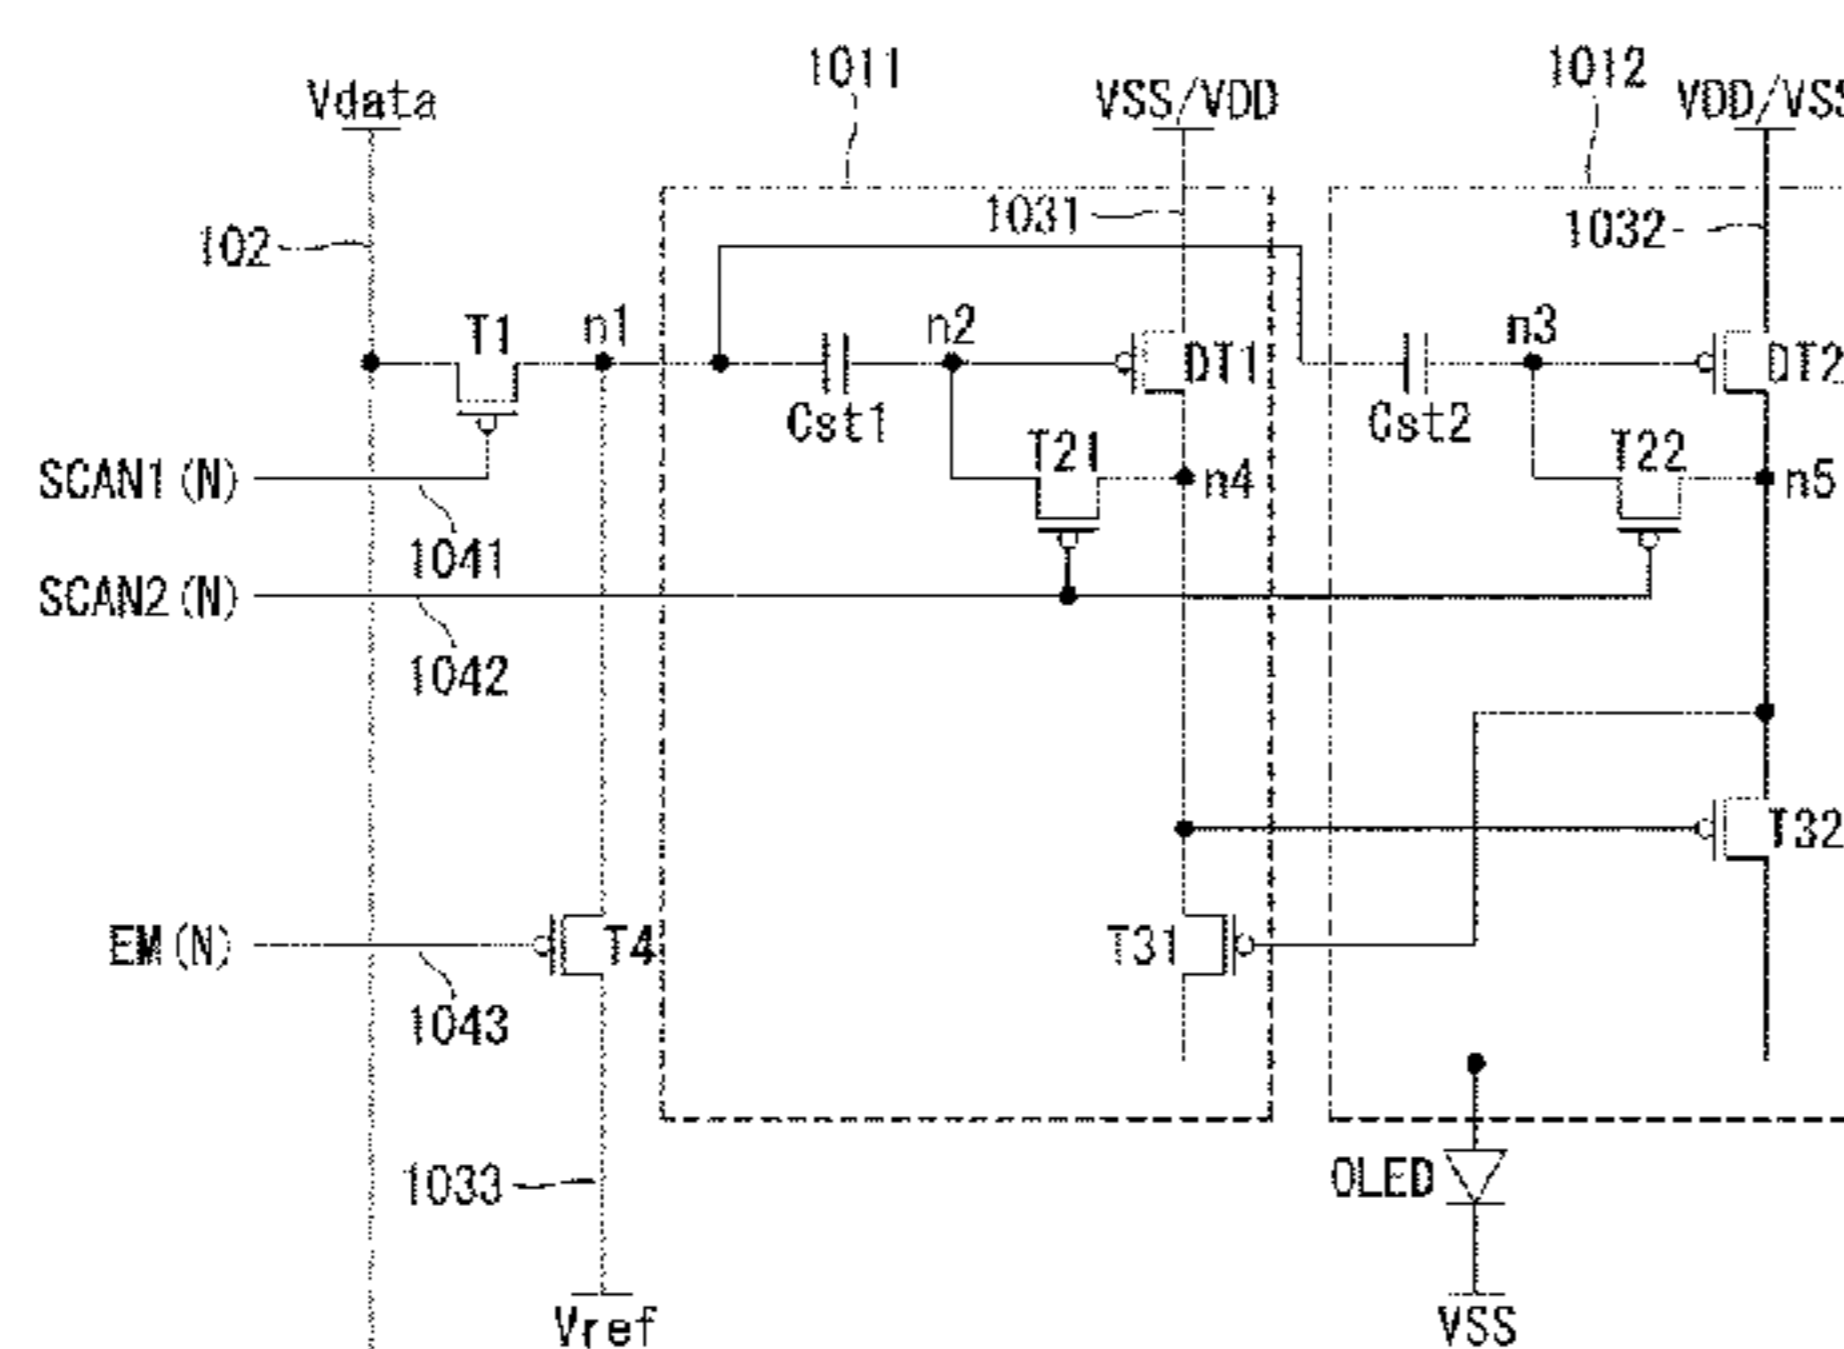 1011
1012
Vdata
VSS/VDD
VDD/VSS
1031
1032
102
T1
n1
n2
DT1
n3
DT2
Cst1
Cst2
T21
T22
SCAN1(N)
n4
n5
1041
SCAN2(N)
1042
T32
EM(N)
T4
T31
1043
1033
OLED
Vref
VSS